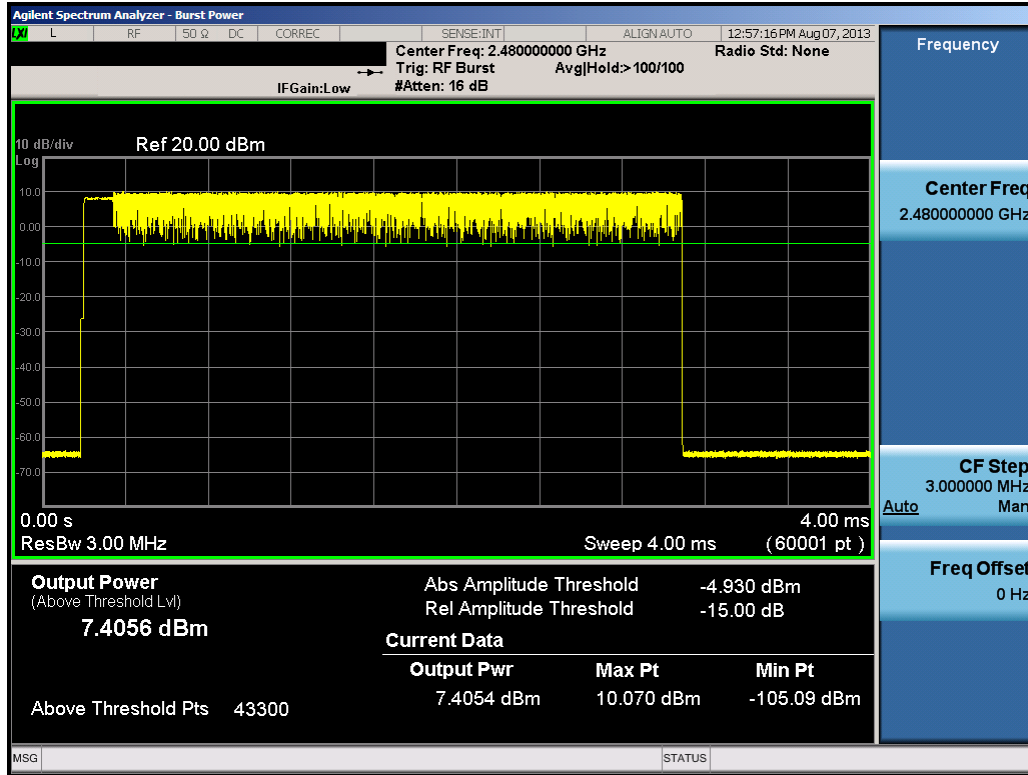 Agilent Spectrum Analyzer - Burst Power
LXI L RF 50 Ω DC CORREC SENSE:INT ALIGN AUTO 12:57:16 PM Aug 07, 2013
Center Freq: 2.480000000 GHz Radio Std: None
Trig: RF Burst Avg|Hold:>100/100
IFGain:Low #Atten: 16 dB
Frequency
10 dB/div Ref 20.00 dBm
Log
10.0
0.00
-10.0
-20.0
-30.0
-40.0
-50.0
-60.0
-70.0
Center Freq
2.480000000 GHz
CF Step
3.000000 MHz
Auto Man
Freq Offset
0 Hz
0.00 s 4.00 ms
ResBw 3.00 MHz Sweep 4.00 ms (60001 pt )
Output Power
(Above Threshold Lvl)
7.4056 dBm
Above Threshold Pts 43300
Abs Amplitude Threshold -4.930 dBm
Rel Amplitude Threshold -15.00 dB
Current Data
Output Pwr Max Pt Min Pt
7.4054 dBm 10.070 dBm -105.09 dBm
MSG STATUS